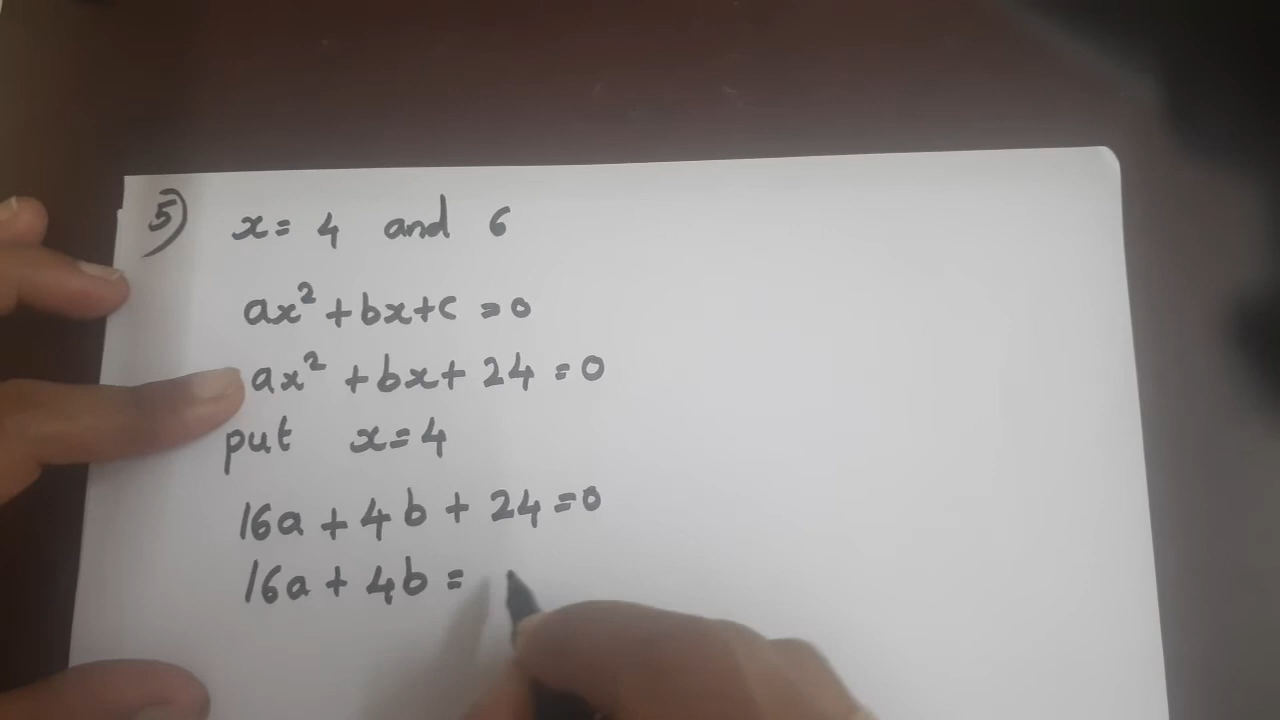 5) x = 4 and 6
ax² + bx + c = 0
ax² + bx + 24 = 0
put x = 4
16a + 4b + 24 = 0
16a + 4b =